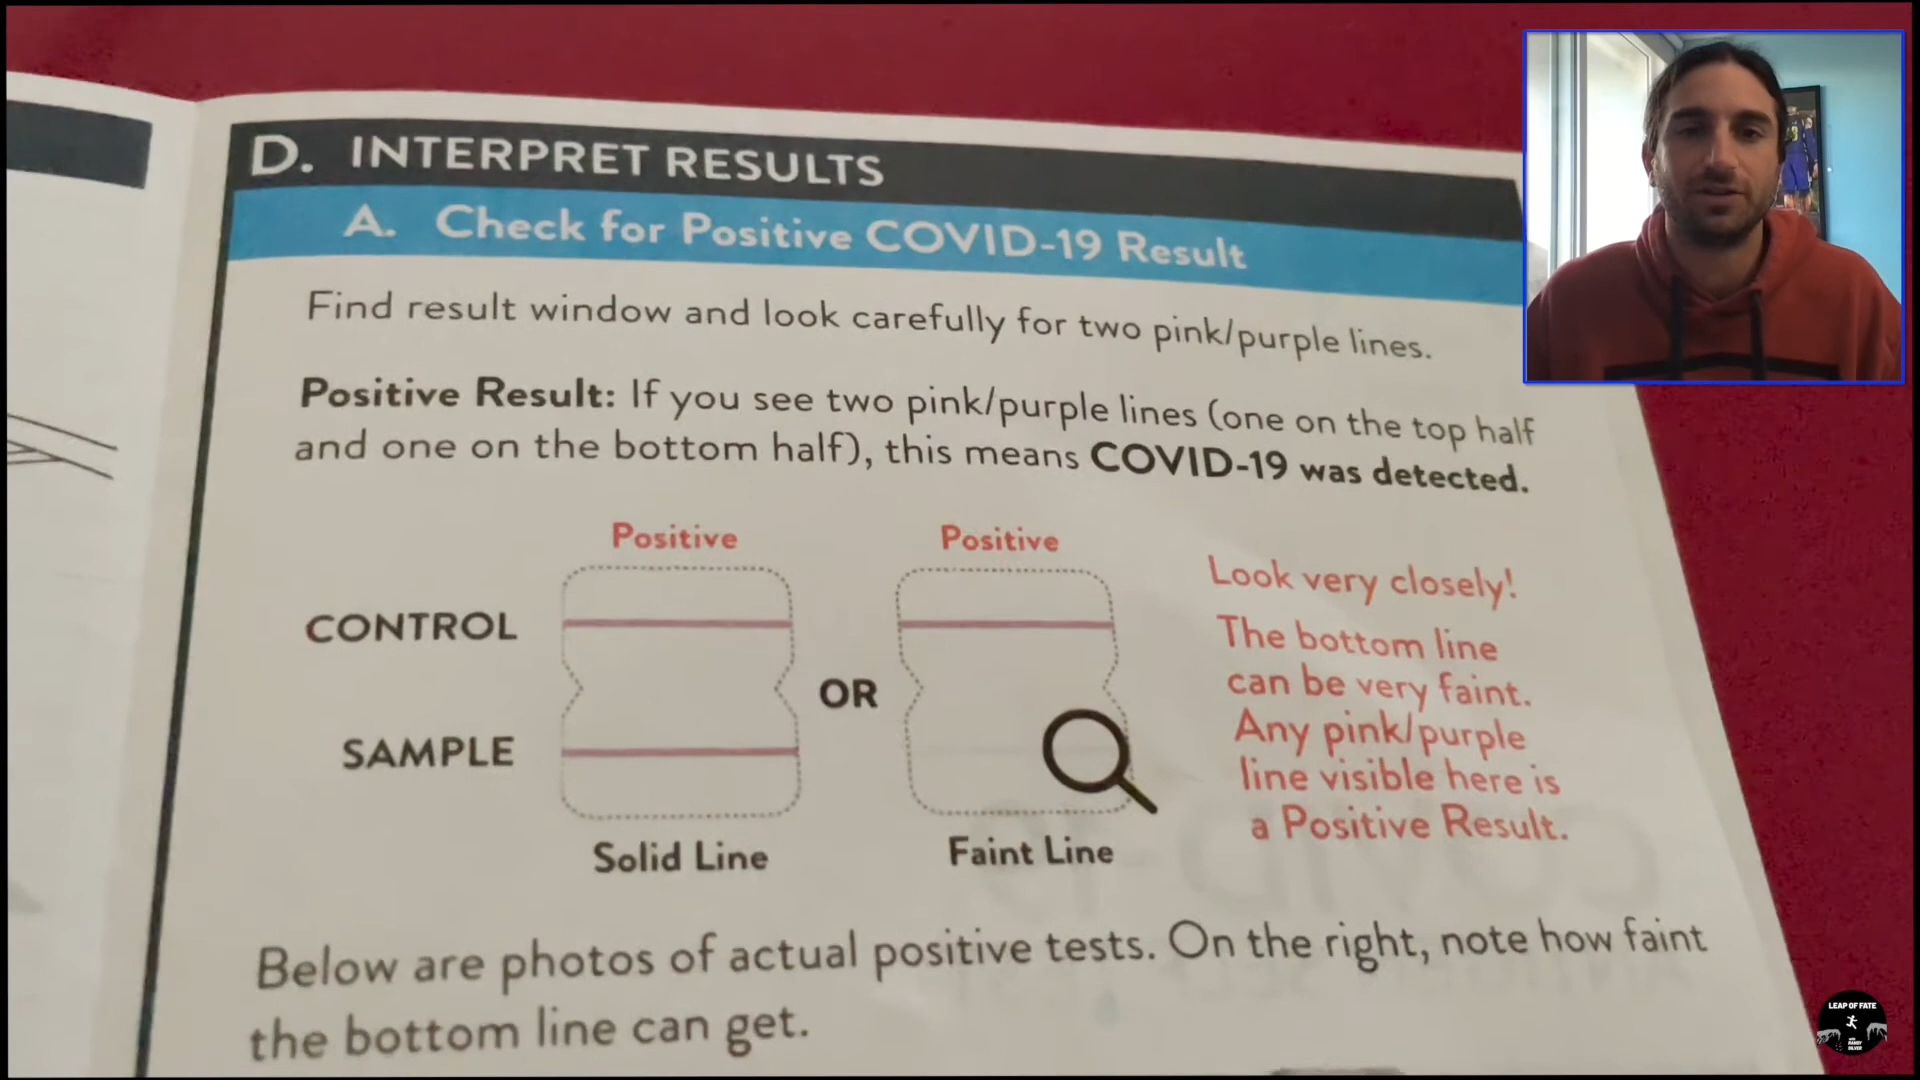 D. INTERPRET RESULTS
A. Check for Positive COVID-19 Result
Find result window and look carefully for two pink/purple lines.
Positive Result: If you see two pink/purple lines (one on the top half
and one on the bottom half), this means COVID-19 was detected.
Positive
Positive
CONTROL
OR
SAMPLE
Solid Line
Faint Line
Look very closely!
The bottom line
can be very faint.
Any pink/purple
line visible here is
a Positive Result.
Below are photos of actual positive tests. On the right, note how faint
the bottom line can get.
LEAP OF FATE
WITH
RANDY
SILVER